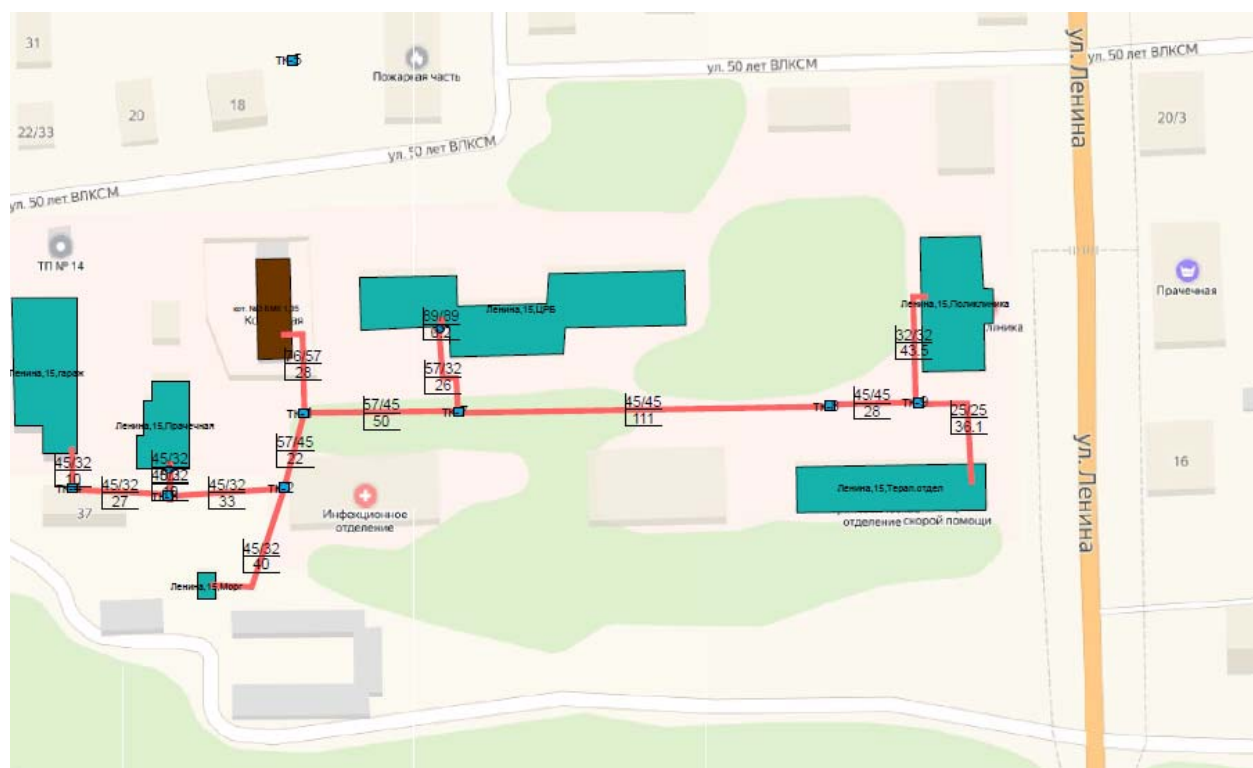 31
ТК-5
Пожарная часть
ул. 50 лет ВЛКСМ
ул. 50 лет ВЛКСМ
ул. Ленина
20
18
22/33
20/3
ул. 50 лет ВЛКСМ
ул. 50 лет ВЛКСМ
ТП № 14
Прачечная
Ленина,15,Поликлиника
Ленина,15,ЦРБ
89/89
0.2
32/32
43.5
76/57
28
57/32
26
Ленина,15,гараж
57/45
50
45/45
111
45/45
28
25/25
36.1
Ленина,15,Прачечная
57/45
22
45/32
10
45/32
45/32
27
45/32
33
16
37
Ленина,15,Терап.отдел
Инфекционное
отделение
отделение скорой помощи
ул. Ленина
45/32
40
Ленина,15,Морг